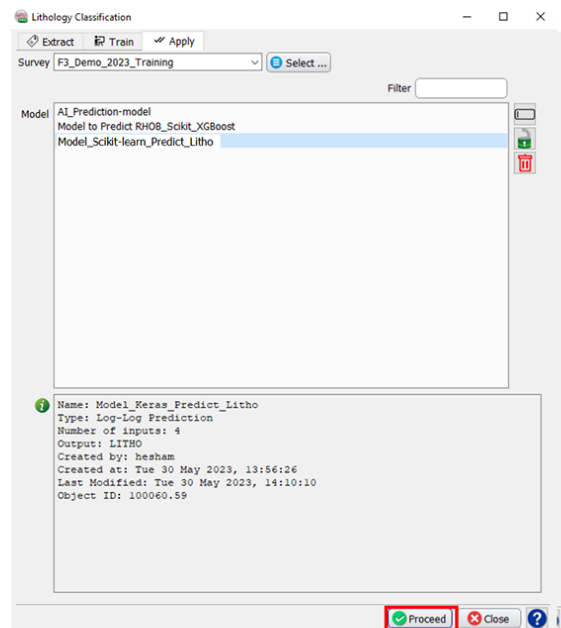 Lithology Classification
Extract Train Apply
Survey F3_Demo_2023_Training Select ...
Filter
Model AI_Prediction-model
Model to Predict RHOB_Scikit_XGBoost
Model_Scikit-learn_Predict_Litho
Name: Model_Keras_Predict_Litho
Type: Log-Log Prediction
Number of inputs: 4
Output: LITHO
Created by: hesham
Created at: Tue 30 May 2023, 13:56:26
Last Modified: Tue 30 May 2023, 14:10:10
Object ID: 100060.59
Proceed Close ?